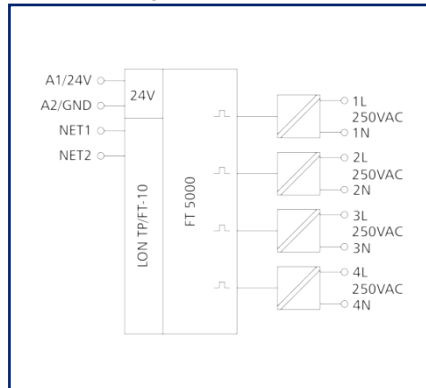 A1/24V
A2/GND
NET1
NET2
24V
LON TP/FT-10
FT 5000
1L
250VAC
1N
2L
250VAC
2N
3L
250VAC
3N
4L
250VAC
4N